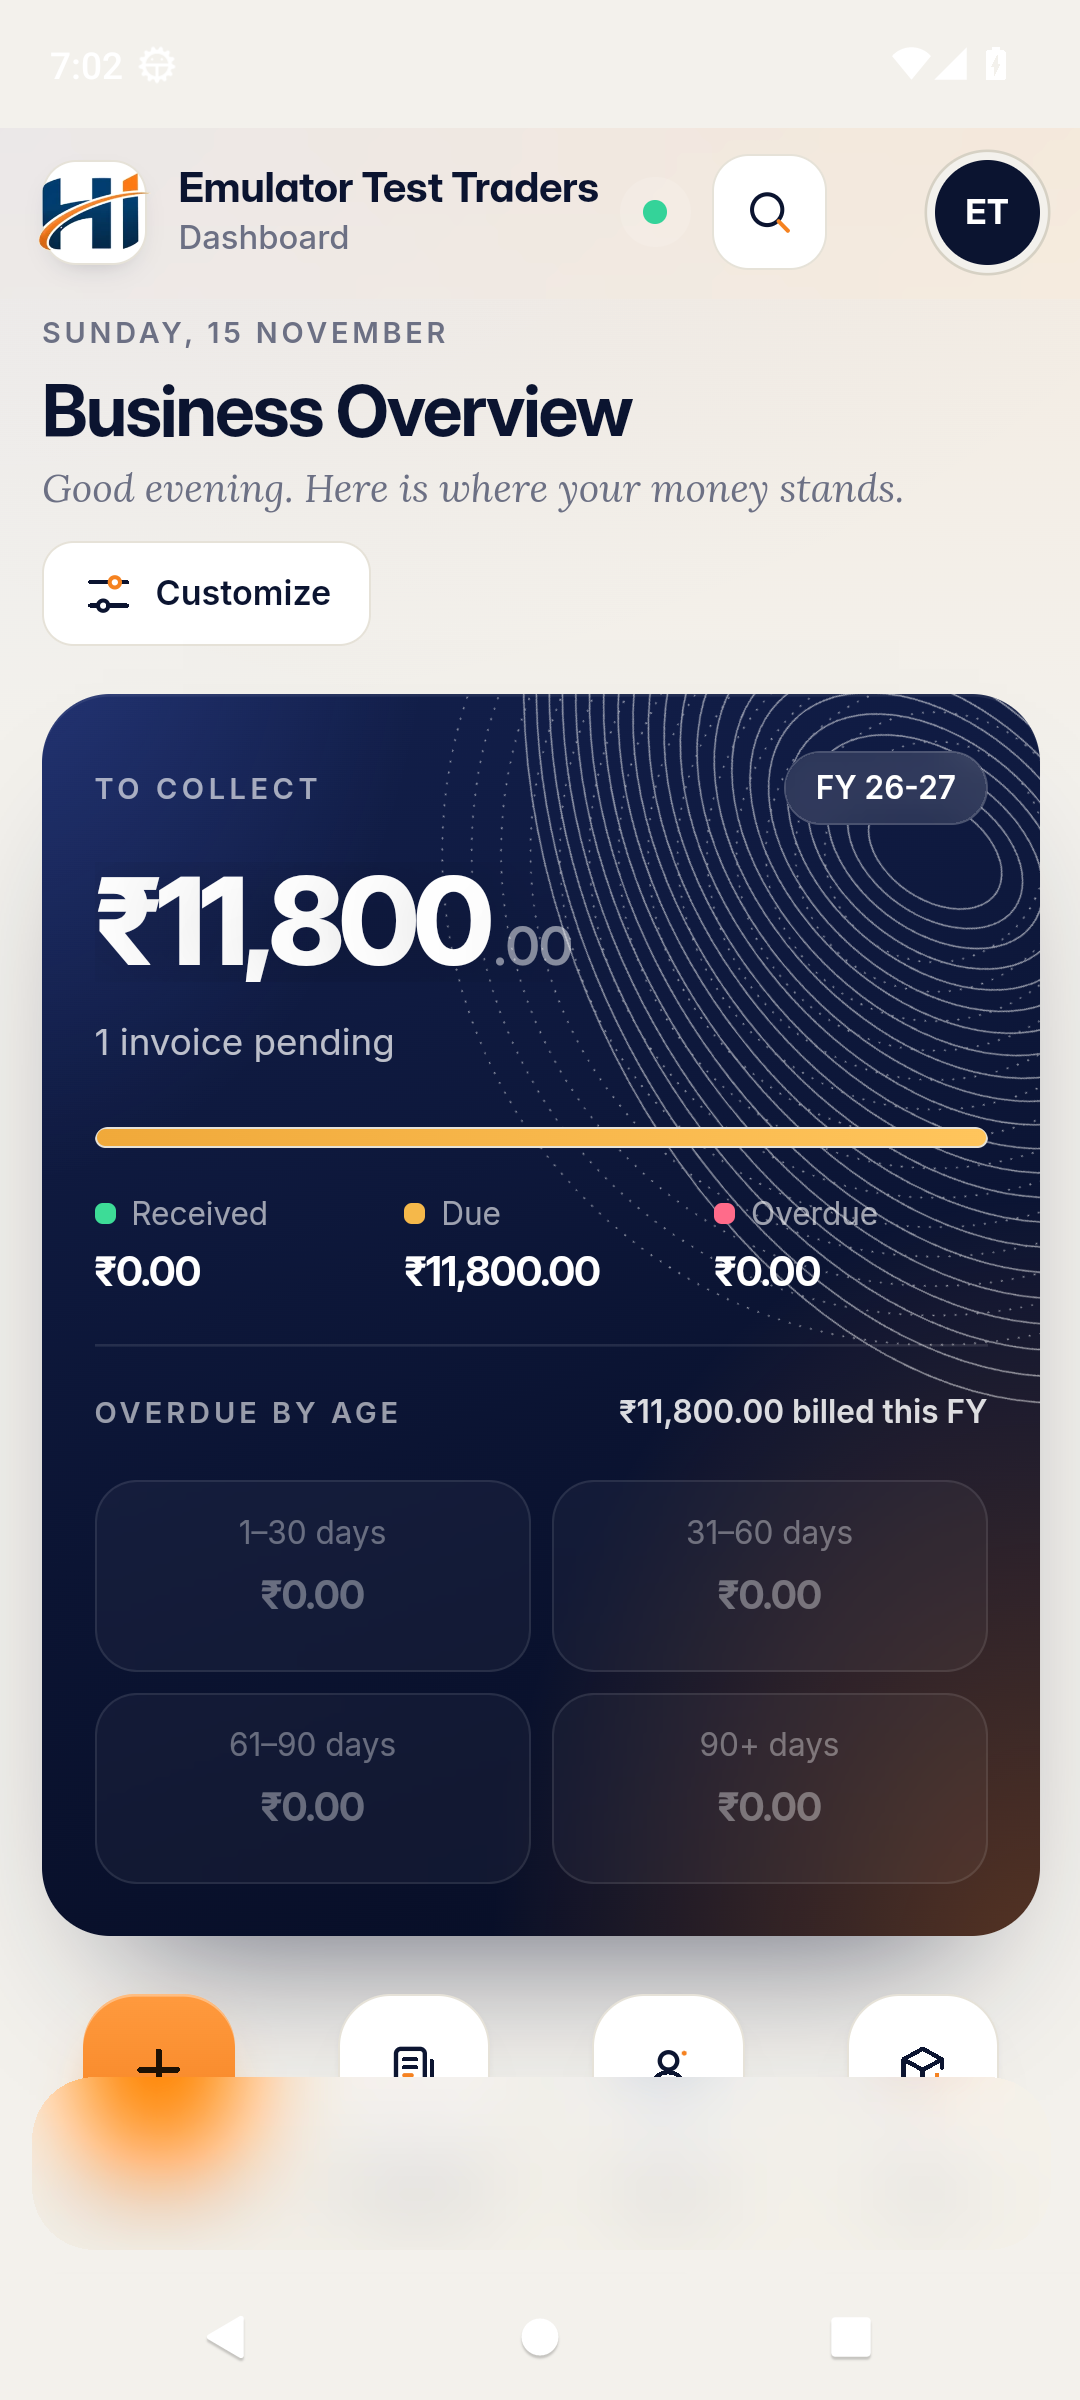 7:02
Hi
Emulator Test Traders
Dashboard
ET
SUNDAY, 15 NOVEMBER
Business Overview
Good evening. Here is where your money stands.
Customize
TO COLLECT
FY 26-27
₹11,800.00
1 invoice pending
Received
Due
Overdue
₹0.00
₹11,800.00
₹0.00
OVERDUE BY AGE
₹11,800.00 billed this FY
1–30 days
31–60 days
₹0.00
₹0.00
61–90 days
90+ days
₹0.00
₹0.00